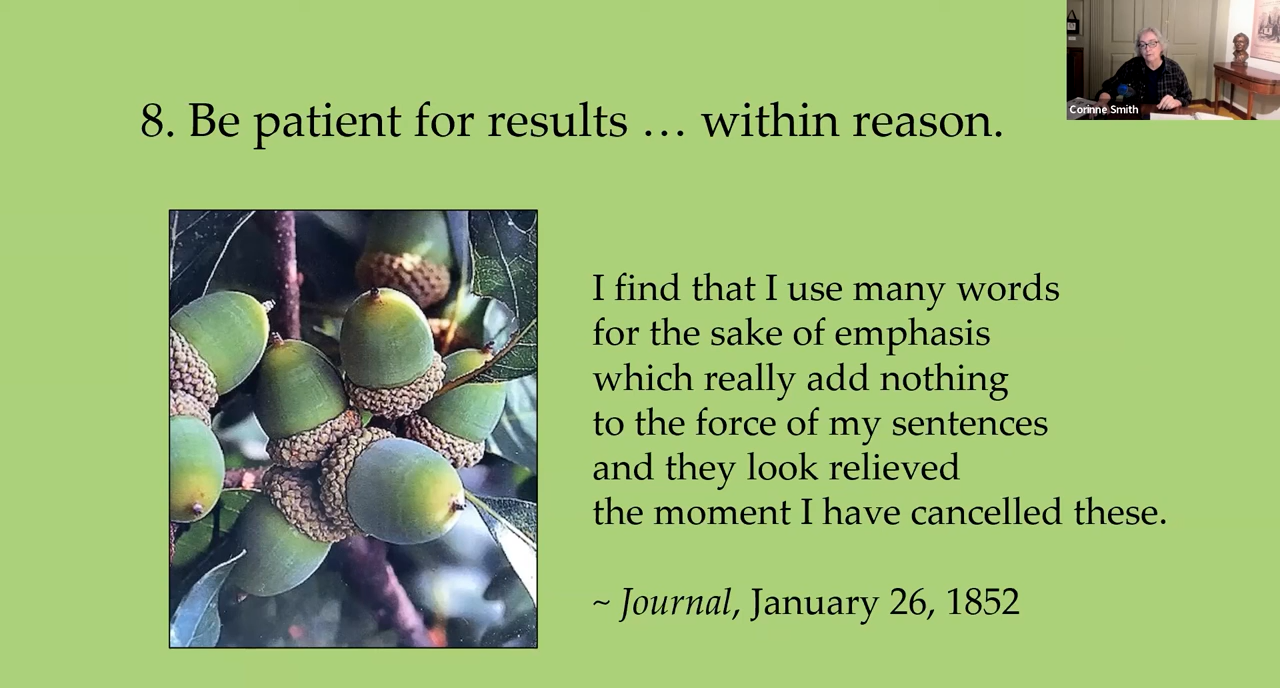 8. Be patient for results … within reason.
Corinne Smith
I find that I use many words
for the sake of emphasis
which really add nothing
to the force of my sentences
and they look relieved
the moment I have cancelled these.
~ Journal, January 26, 1852